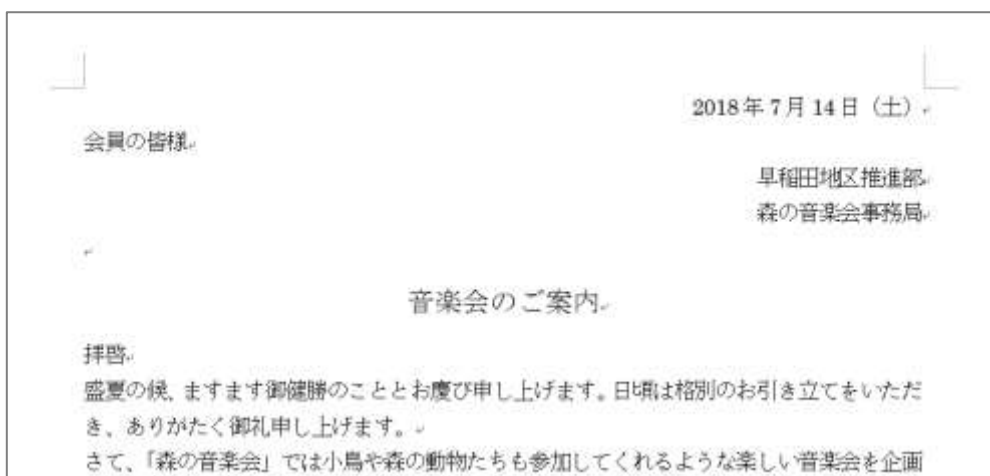 2018年7月14日（土）
会員の皆様
早稲田地区推進部
森の音楽会事務局
音楽会のご案内
拝啓
盛夏の候、ますます御健勝のこととお慶び申し上げます。日頃は格別のお引き立てをいただ
き、ありがたく御礼申し上げます。
さて、「森の音楽会」では小鳥や森の動物たちも参加してくれるような楽しい音楽会を企画